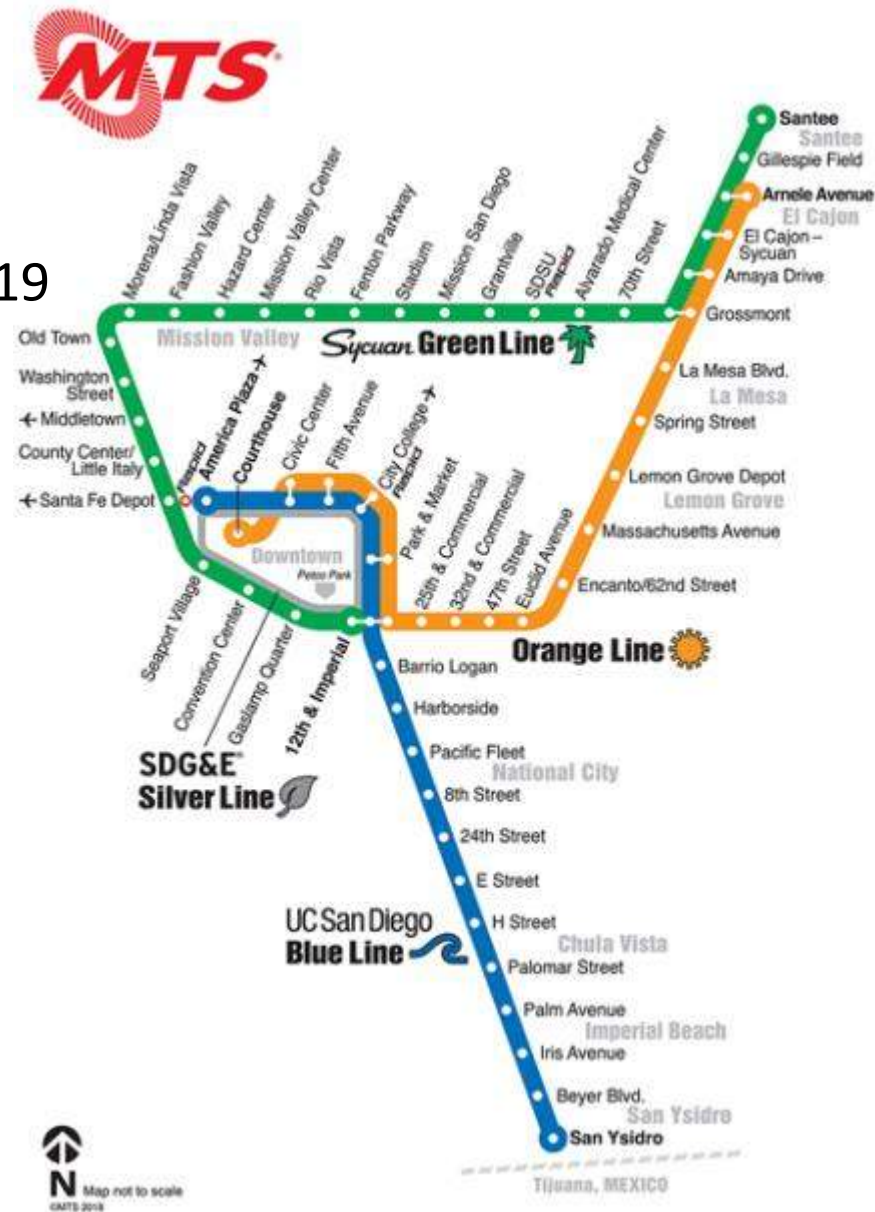 MTS
19
Santee
Santee
Gillespie Field
Arnele Avenue
El Cajon
El Cajon –
Sycuan
Amaya Drive
Grossmont
La Mesa Blvd.
La Mesa
Spring Street
Lemon Grove Depot
Lemon Grove
Massachusetts Avenue
Encanto/62nd Street
Morena/Linda Vista
Fashion Valley
Hazard Center
Mission Valley Center
Rio Vista
Fenton Parkway
Stadium
Mission San Diego
Grantville
SDSU
Rapid
Alvarado Medical Center
70th Street
Mission Valley
Sycuan Green Line
Old Town
Washington
Street
Middletown
County Center/
Little Italy
Santa Fe Depot
Rapid
America Plaza
Courthouse
Civic Center
Fifth Avenue
City College
Rapid
Park & Market
25th & Commercial
32nd & Commercial
47th Street
Euclid Avenue
Downtown
Petco Park
Seaport Village
Convention Center
Gaslamp Quarter
12th & Imperial
Orange Line
SDG&E
Silver Line
Barrio Logan
Harborside
Pacific Fleet
National City
8th Street
24th Street
E Street
H Street
Chula Vista
Palomar Street
UC San Diego
Blue Line
Palm Avenue
Imperial Beach
Iris Avenue
Beyer Blvd.
San Ysidro
San Ysidro
Tijuana, MEXICO
N Map not to scale
©MTS 2018